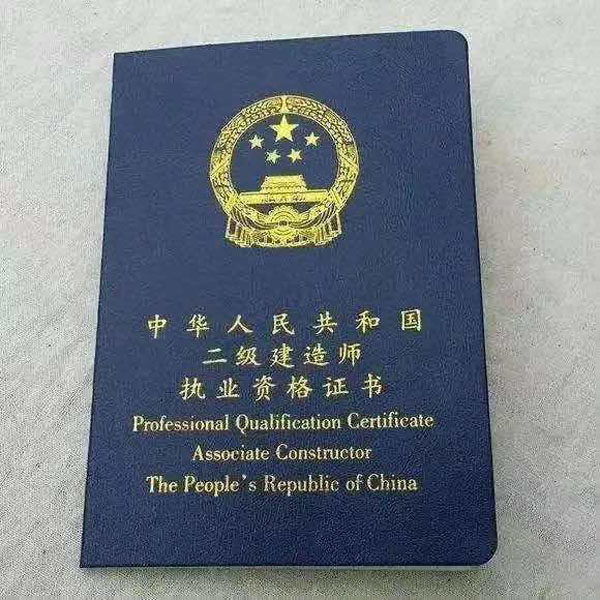 中华人民共和国
二级建造师
执业资格证书
Professional Qualification Certificate
Associate Constructor
The People's Republic of China